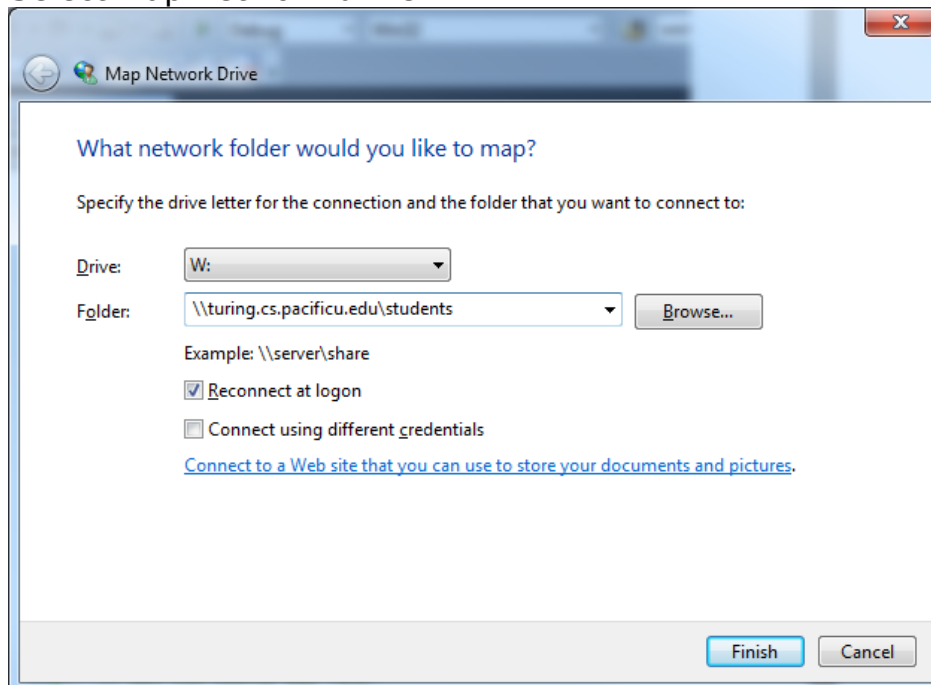 Map Network Drive
What network folder would you like to map?
Specify the drive letter for the connection and the folder that you want to connect to:
Drive: W:
Folder: \\turing.cs.pacificu.edu\students Browse...
Example: \\server\share
Reconnect at logon
Connect using different credentials
Connect to a Web site that you can use to store your documents and pictures.
Finish Cancel